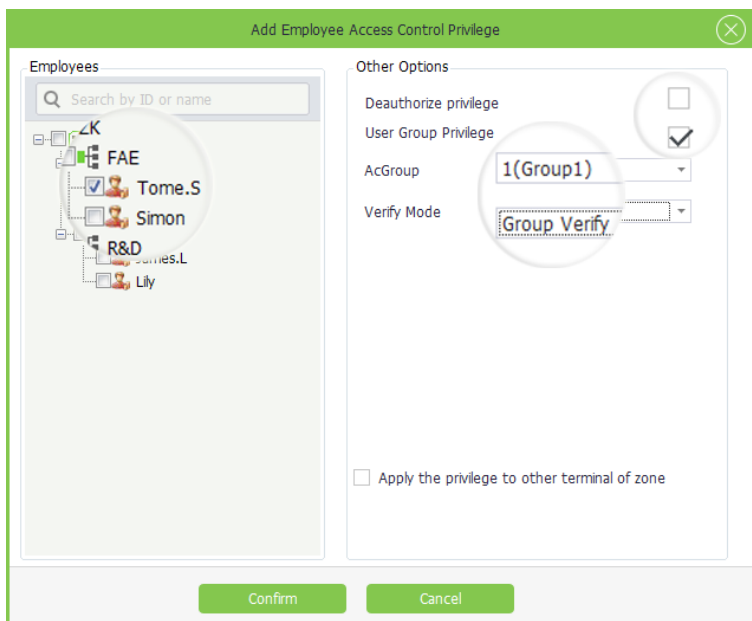 Add Employee Access Control Privilege
Employees
Search by ID or name
ZK
FAE
Tome.S
Simon
R&D
James.L
Lily
Other Options
Deauthorize privilege
User Group Privilege
AcGroup
1(Group1)
Verify Mode
Group Verify
Apply the privilege to other terminal of zone
Confirm
Cancel